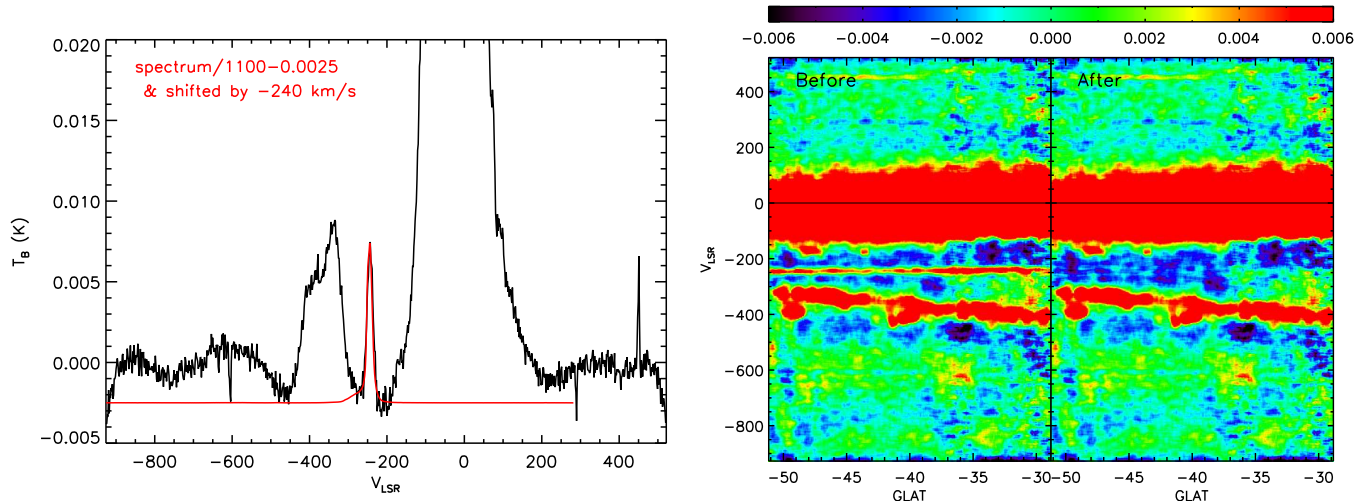 spectrum/1100−0.0025
& shifted by −240 km/s
T_B (K)
0.020
0.015
0.010
0.005
0.000
−0.005
−800 −600 −400 −200 0 200 400
V_LSR
−0.006 −0.004 −0.002 0.000 0.002 0.004 0.006
Before
After
V_LSR
400
200
0
−200
−400
−600
−800
−50 −45 −40 −35 −30
GLAT
−50 −45 −40 −35 −30
GLAT